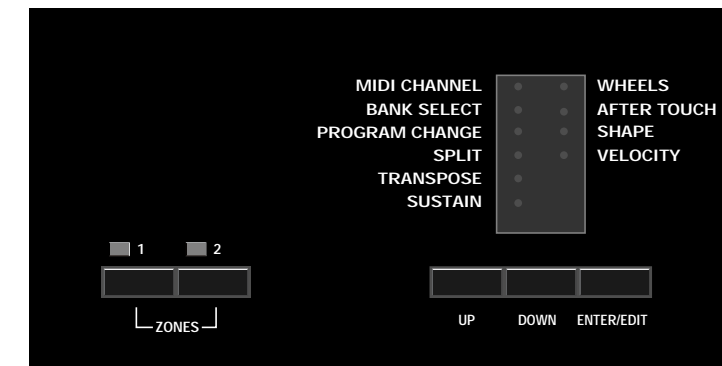 MIDI CHANNEL WHEELS
BANK SELECT AFTER TOUCH
PROGRAM CHANGE SHAPE
SPLIT VELOCITY
TRANSPOSE
SUSTAIN
1 2
ZONES
UP DOWN ENTER/EDIT